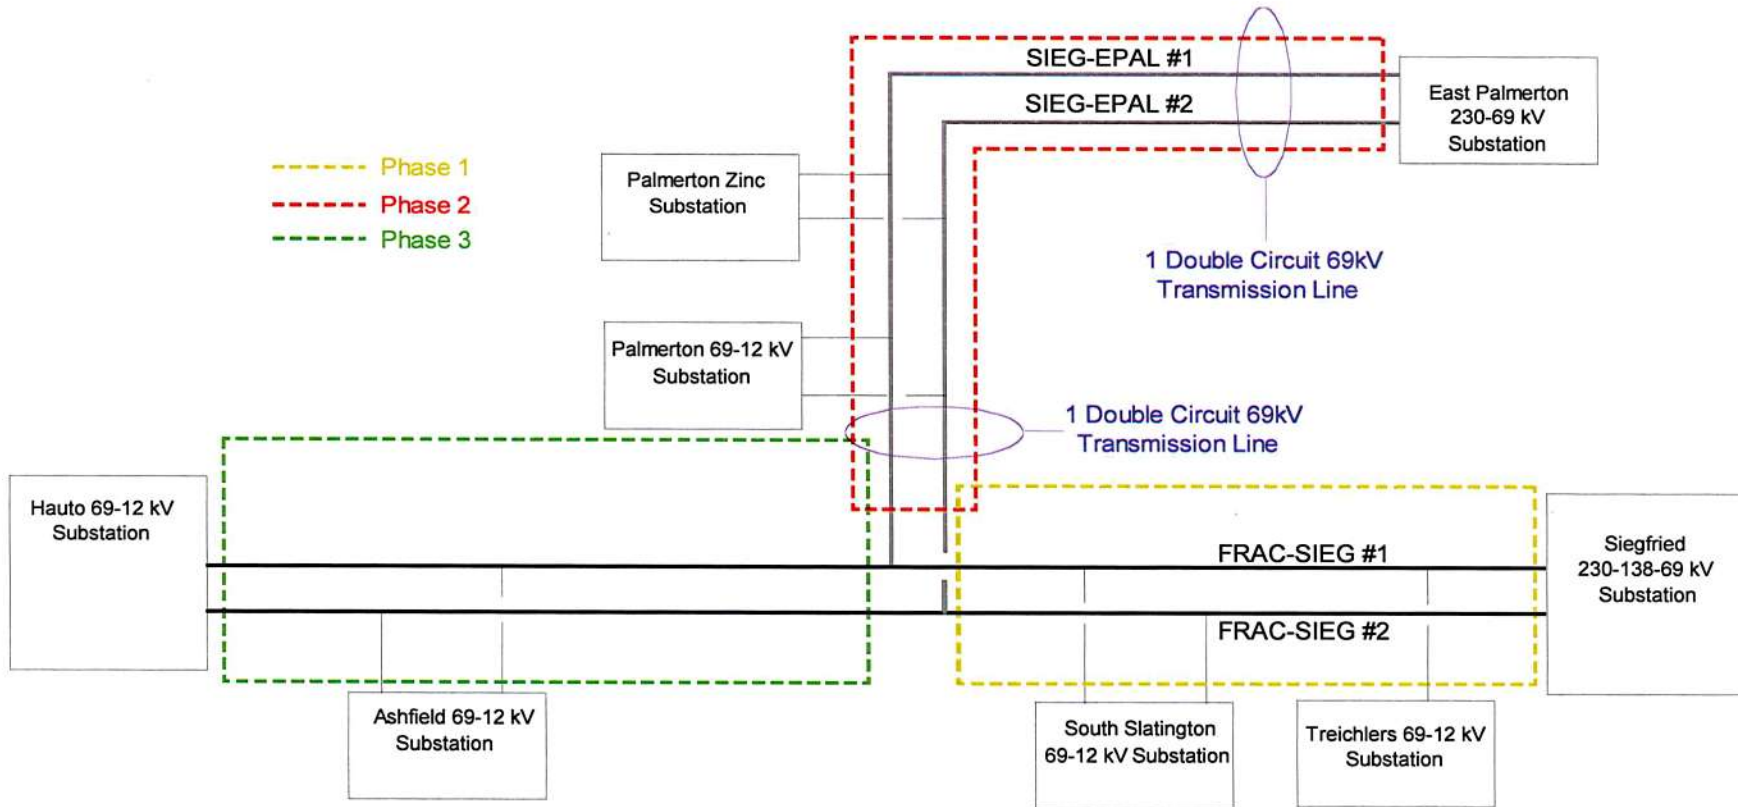 SIEG-EPAL #1
SIEG-EPAL #2
East Palmerton
230-69 kV
Substation
Phase 1
Phase 2
Phase 3
Palmerton Zinc
Substation
1 Double Circuit 69kV
Transmission Line
Palmerton 69-12 kV
Substation
1 Double Circuit 69kV
Transmission Line
Hauto 69-12 kV
Substation
FRAC-SIEG #1
FRAC-SIEG #2
Siegfried
230-138-69 kV
Substation
Ashfield 69-12 kV
Substation
South Slatington
69-12 kV Substation
Treichlers 69-12 kV
Substation